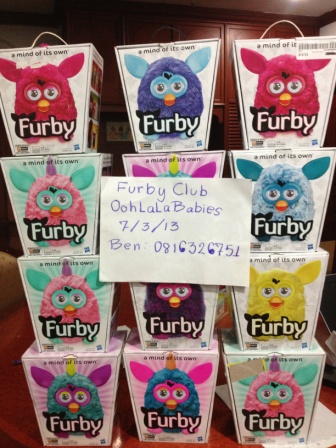 a mind of its own
a mind of its own
a mind of its own
Furby
Furby
Furby
a mind of its own
a mind of its own
Furby
Furby
Furby Club
OohLaLaBabies
7/3/13
Ben: 0816326751
a mind of its own
a mind of its own
Furby
Furby
Furby
a mind of its own
a mind of its own
Furby
Furby
Furby